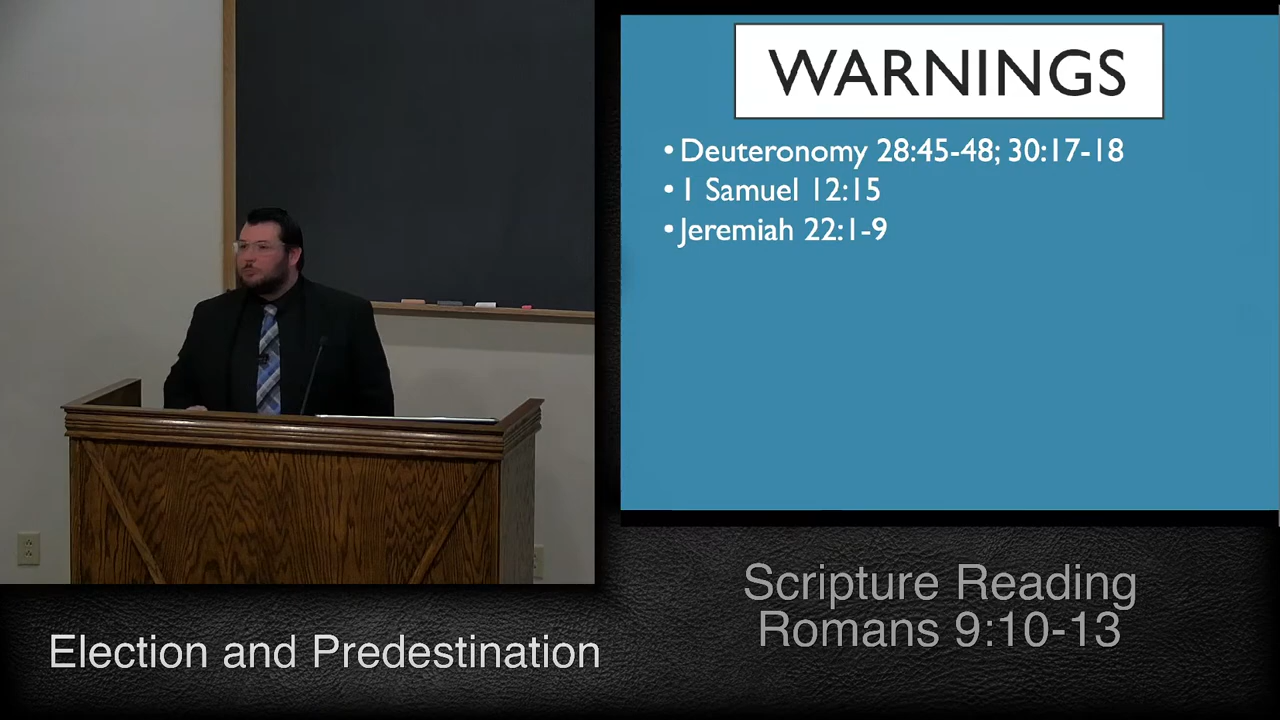 WARNINGS
• Deuteronomy 28:45-48; 30:17-18
• 1 Samuel 12:15
• Jeremiah 22:1-9
Scripture Reading
Romans 9:10-13
Election and Predestination